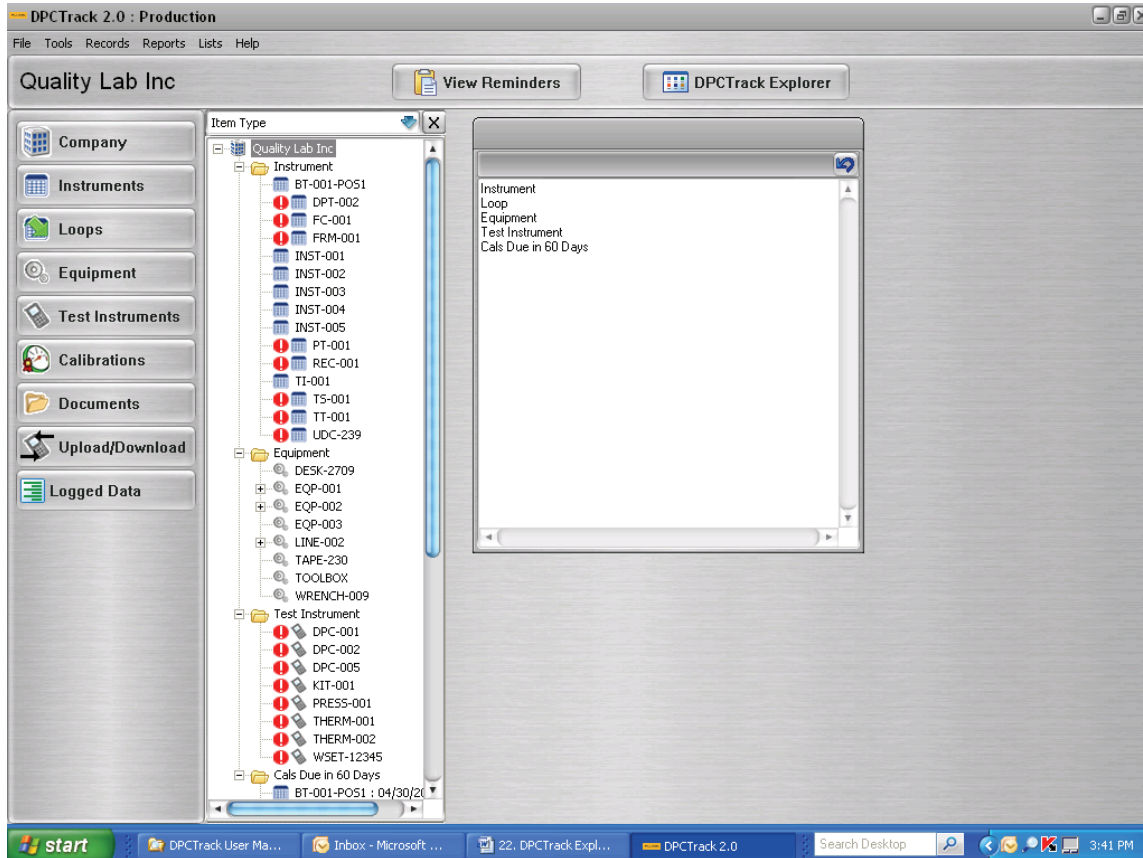 DPCTrack 2.0 : Production
File Tools Records Reports Lists Help
Quality Lab Inc
View Reminders
DPCTrack Explorer
Company
Instruments
Loops
Equipment
Test Instruments
Calibrations
Documents
Upload/Download
Logged Data
Item Type
Quality Lab Inc
Instrument
BT-001-POS1
DPT-002
FC-001
FRM-001
INST-001
INST-002
INST-003
INST-004
INST-005
PT-001
REC-001
TI-001
TS-001
TT-001
UDC-239
Equipment
DESK-2709
EQP-001
EQP-002
EQP-003
LINE-002
TAPE-230
TOOLBOX
WRENCH-009
Test Instrument
DPC-001
DPC-002
DPC-005
KIT-001
PRESS-001
THERM-001
THERM-002
WSET-12345
Cals Due in 60 Days
BT-001-POS1 : 04/30/20
Instrument
Loop
Equipment
Test Instrument
Cals Due in 60 Days
start
DPCTrack User Ma...
Inbox - Microsoft ...
22. DPCTrack Expl...
DPCTrack 2.0
Search Desktop
3:41 PM